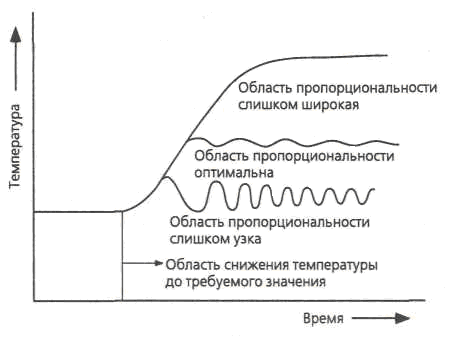 Температура
Область пропорциональности
слишком широкая
Область пропорциональности
оптимальна
Область пропорциональности
слишком узка
Область снижения температуры
до требуемого значения
Время